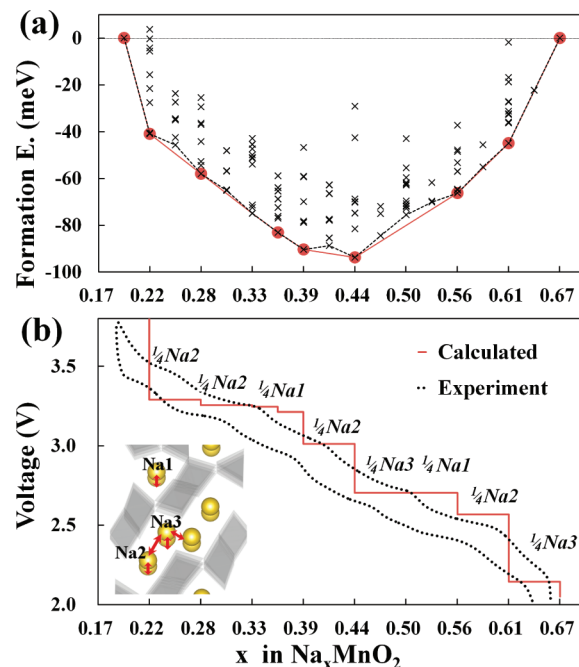 (a)
Formation E. (meV)
0
-20
-40
-60
-80
-100
0.17 0.22 0.28 0.33 0.39 0.44 0.50 0.56 0.61 0.67
(b)
Voltage (V)
3.5
3.0
2.5
2.0
¼Na2
¼Na2
¼Na1
¼Na2
¼Na3
¼Na1
¼Na2
¼Na3
Calculated
Experiment
Na1
Na3
Na2
0.17 0.22 0.28 0.33 0.39 0.44 0.50 0.56 0.61 0.67
x in NaₓMnO₂